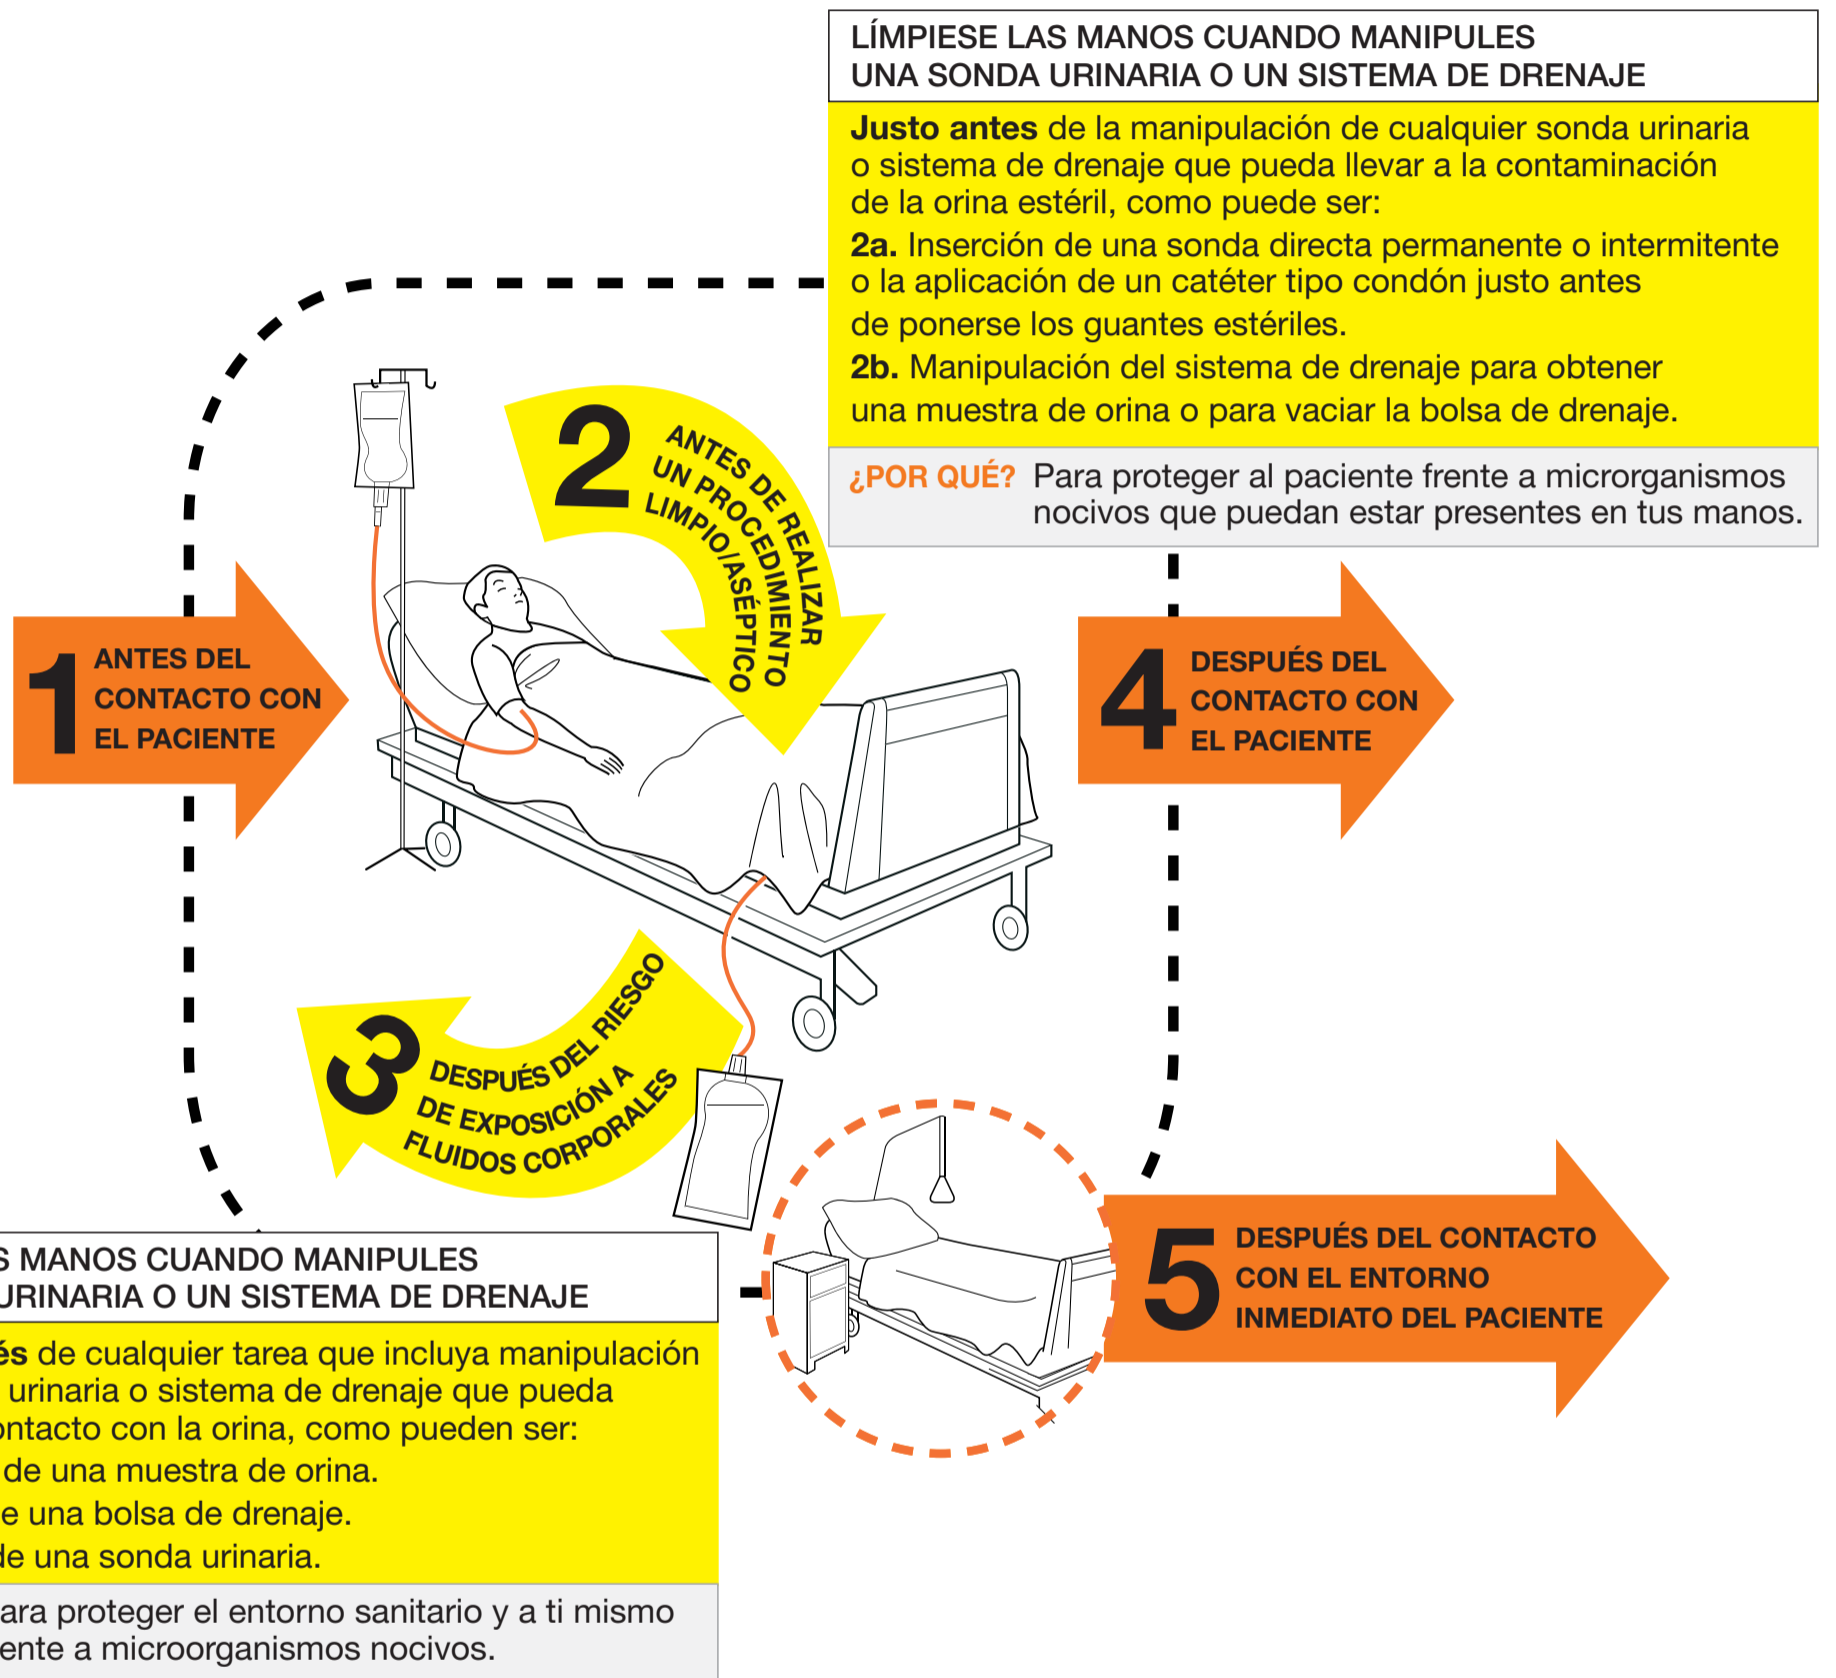 LÍMPIESE LAS MANOS CUANDO MANIPULES
UNA SONDA URINARIA O UN SISTEMA DE DRENAJE
Justo antes de la manipulación de cualquier sonda urinaria
o sistema de drenaje que pueda llevar a la contaminación
de la orina estéril, como puede ser:
2a. Inserción de una sonda directa permanente o intermitente
o la aplicación de un catéter tipo condón justo antes
de ponerse los guantes estériles.
2b. Manipulación del sistema de drenaje para obtener
una muestra de orina o para vaciar la bolsa de drenaje.
¿POR QUÉ? Para proteger al paciente frente a microrganismos
nocivos que puedan estar presentes en tus manos.
1
ANTES DEL
CONTACTO CON
EL PACIENTE
2
ANTES DE REALIZAR
UN PROCEDIMIENTO
LIMPIO/ASÉPTICO
3
DESPUÉS DEL RIESGO
DE EXPOSICIÓN A
FLUIDOS CORPORALES
4
DESPUÉS DEL
CONTACTO CON
EL PACIENTE
5
DESPUÉS DEL CONTACTO
CON EL ENTORNO
INMEDIATO DEL PACIENTE
MANOS CUANDO MANIPULES
URINARIA O UN SISTEMA DE DRENAJE
de cualquier tarea que incluya manipulación
urinaria o sistema de drenaje que pueda
con la orina, como pueden ser:
de una muestra de orina.
una bolsa de drenaje.
de una sonda urinaria.
proteger el entorno sanitario y a ti mismo
a microorganismos nocivos.